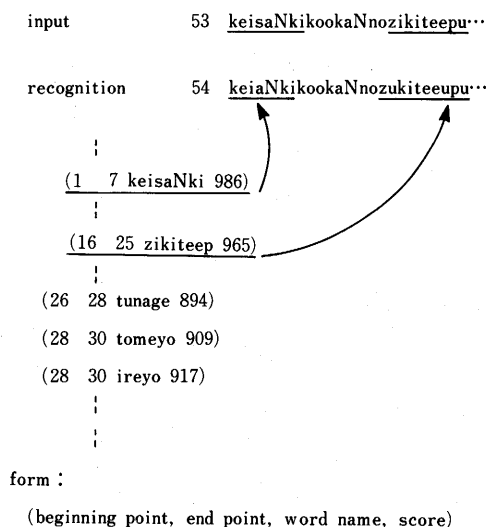 input 53 keisaNkikookaNnozikiteepu…
recognition 54 keiaNkikookaNnozukiteeupu…
(1 7 keisaNki 986)
(16 25 zikiteep 965)
(26 28 tunage 894)
(28 30 tomeyo 909)
(28 30 ireyo 917)
form :
(beginning point, end point, word name, score)